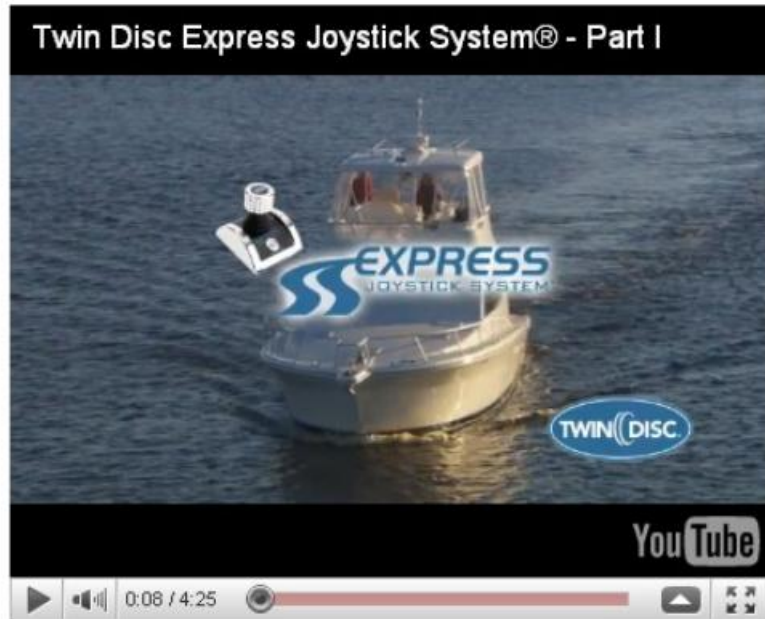 Twin Disc Express Joystick System® - Part I
EXPRESS
JOYSTICK SYSTEM
TWIN DISC
YouTube
0:08 / 4:25